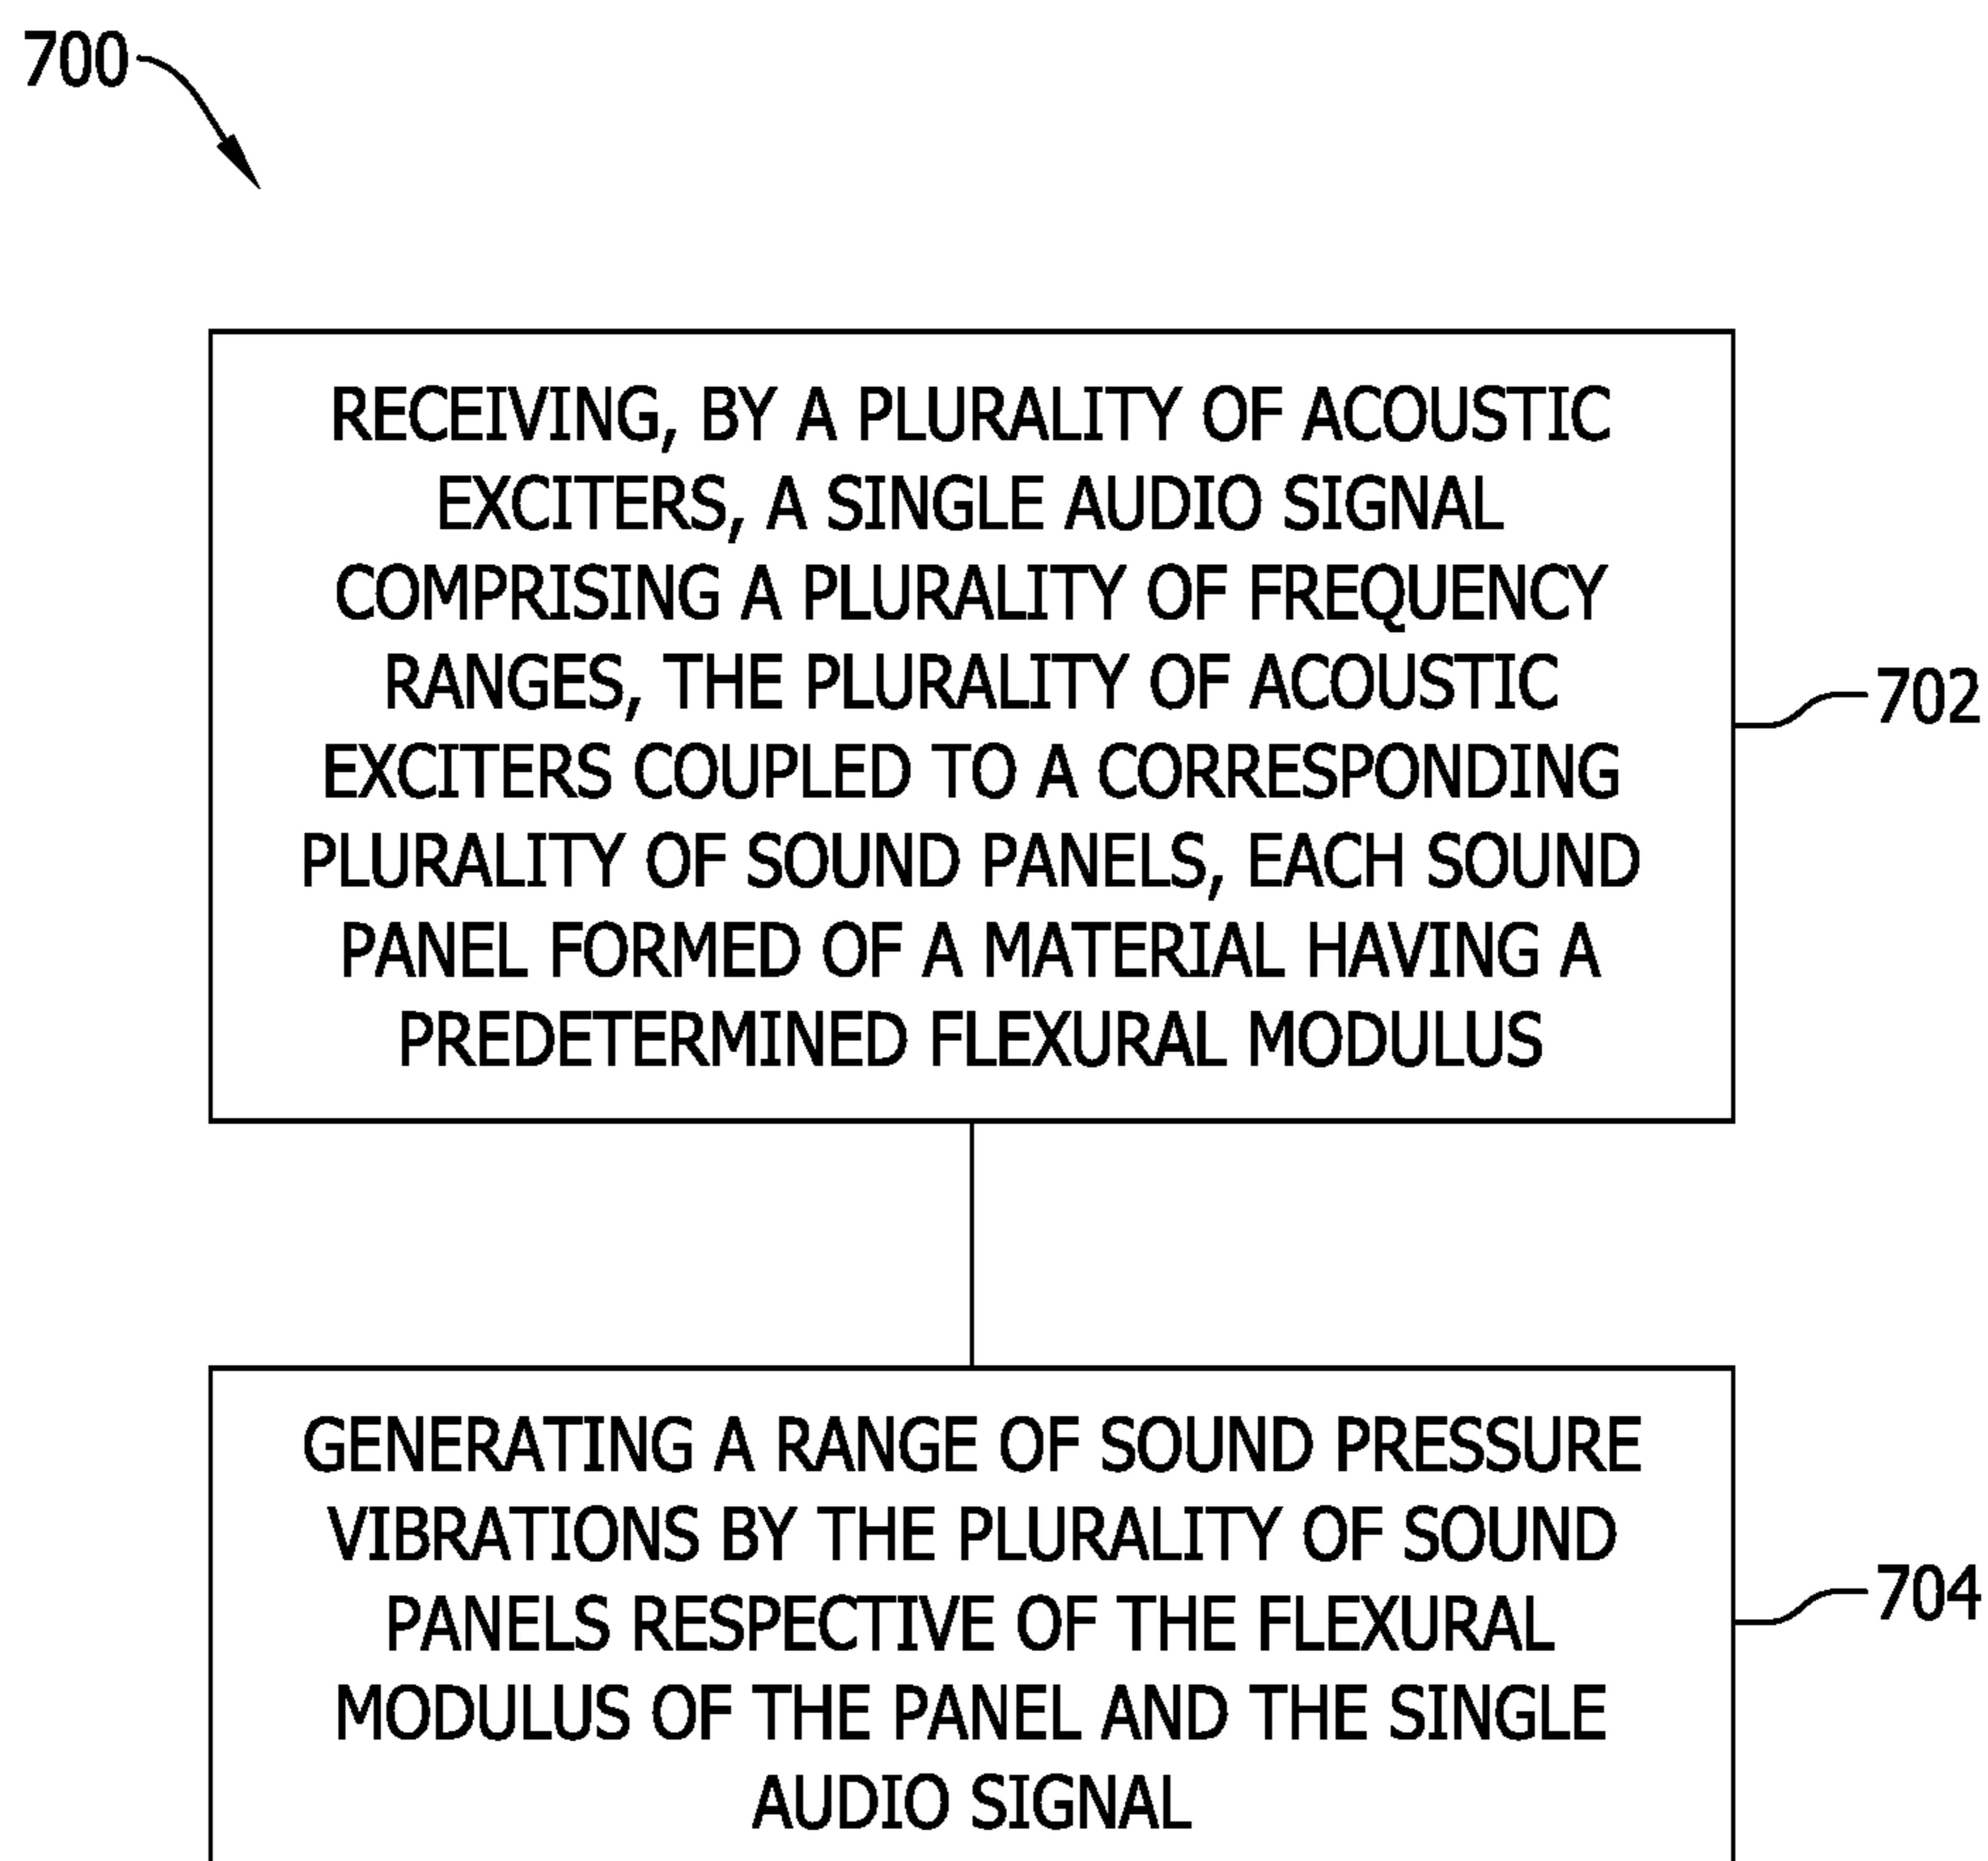 700
RECEIVING, BY A PLURALITY OF ACOUSTIC
EXCITERS, A SINGLE AUDIO SIGNAL
COMPRISING A PLURALITY OF FREQUENCY
RANGES, THE PLURALITY OF ACOUSTIC
EXCITERS COUPLED TO A CORRESPONDING
PLURALITY OF SOUND PANELS, EACH SOUND
PANEL FORMED OF A MATERIAL HAVING A
PREDETERMINED FLEXURAL MODULUS
702
GENERATING A RANGE OF SOUND PRESSURE
VIBRATIONS BY THE PLURALITY OF SOUND
PANELS RESPECTIVE OF THE FLEXURAL
MODULUS OF THE PANEL AND THE SINGLE
AUDIO SIGNAL
704